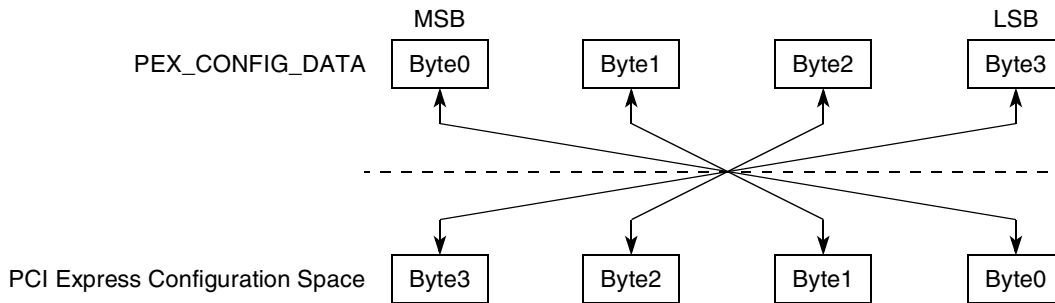 MSB LSB
PEX_CONFIG_DATA Byte0 Byte1 Byte2 Byte3
PCI Express Configuration Space Byte3 Byte2 Byte1 Byte0